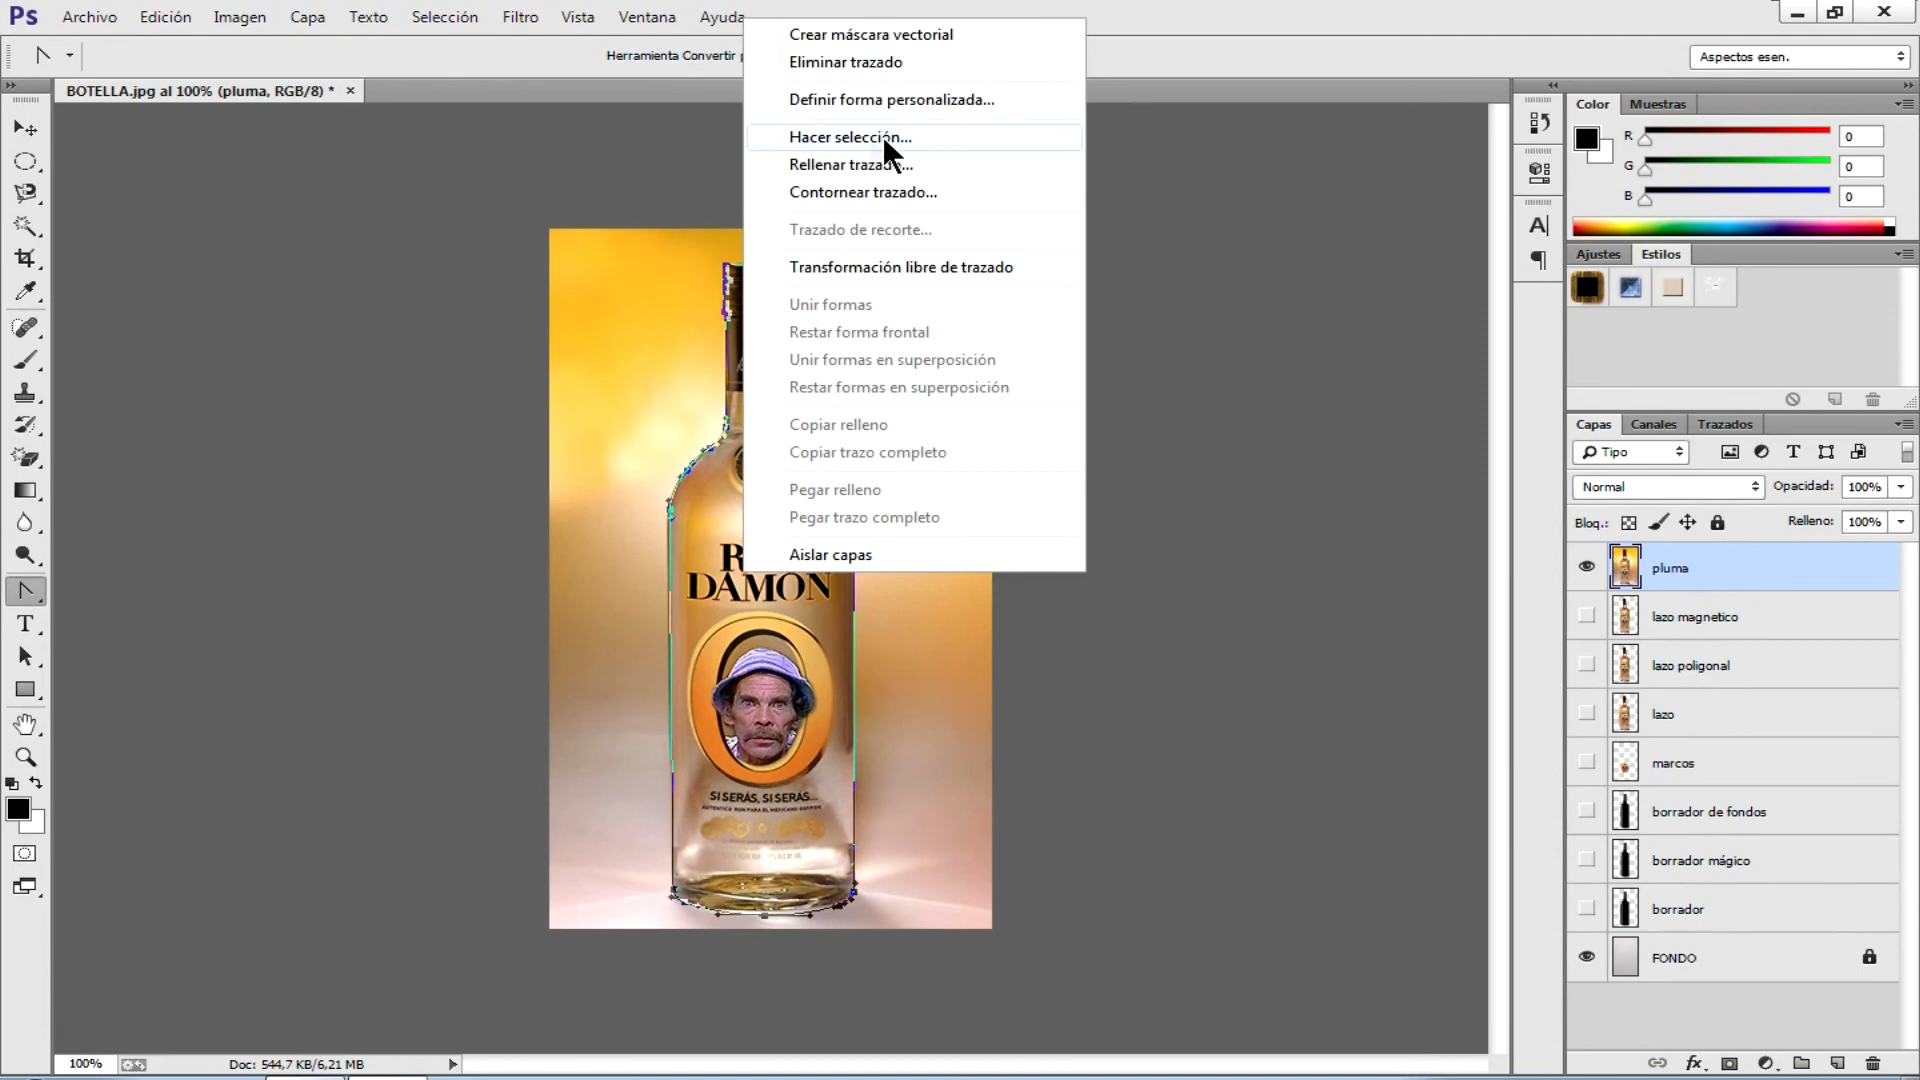 Ps Archivo Edición Imagen Capa Texto Selección Filtro Vista Ventana Ayuda
Herramienta Convertir
Aspectos esen.
BOTELLA.jpg al 100% (pluma, RGB/8) * ×
Crear máscara vectorial
Eliminar trazado
Definir forma personalizada...
Hacer selección...
Rellenar trazado...
Contornear trazado...
Trazado de recorte...
Transformación libre de trazado
Unir formas
Restar forma frontal
Unir formas en superposición
Restar formas en superposición
Copiar relleno
Copiar trazo completo
Pegar relleno
Pegar trazo completo
Aislar capas
R
DAMON
SI SERÁS, SI SERÁS...
Color Muestras
R 0
G 0
B 0
Ajustes Estilos
Capas Canales Trazados
Tipo
Normal Opacidad: 100%
Bloq.: Relleno: 100%
pluma
lazo magnetico
lazo poligonal
lazo
marcos
borrador de fondos
borrador mágico
borrador
FONDO
100% Doc: 544,7 KB/6,21 MB